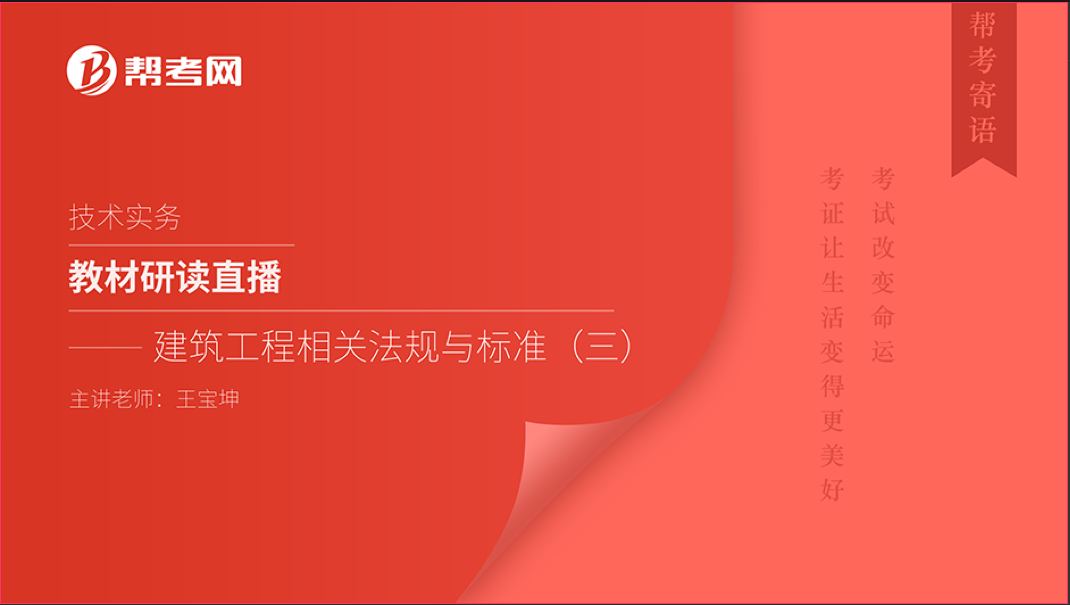 帮考网
技术实务
教材研读直播
——建筑工程相关法规与标准（三）
主讲老师：王宝坤
帮考寄语
考试改变命运
考证让生活变得更美好